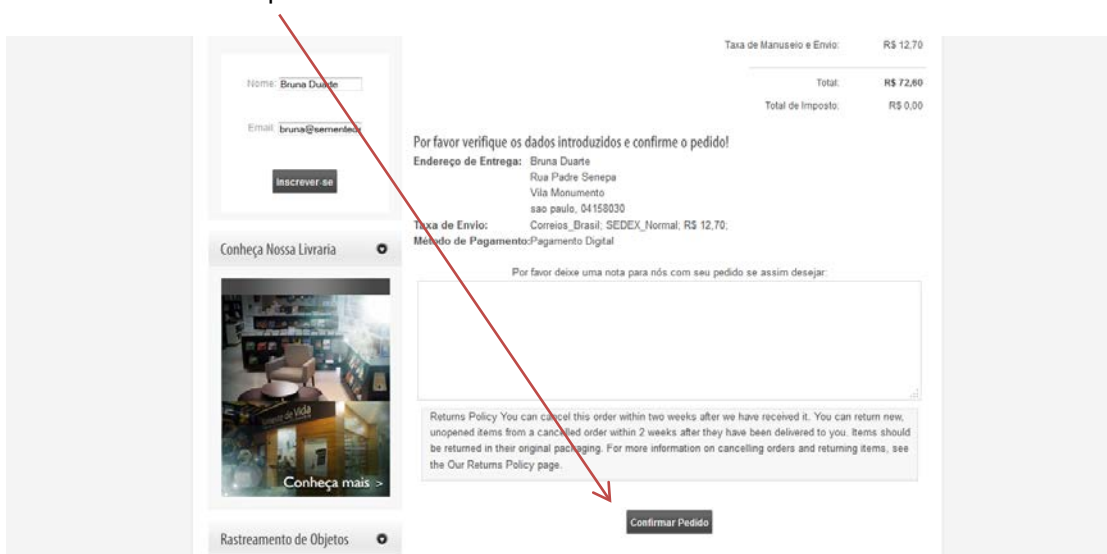 Taxa de Manuseio e Envio: R$ 12,70
Total: R$ 72,60
Total de Imposto: R$ 0,00
Nome: Bruna Duarte
Email:
Inscrever-se
Conheça Nossa Livraria
Conheça mais >
Rastreamento de Objetos
Por favor verifique os dados introduzidos e confirme o pedido!
Endereço de Entrega: Bruna Duarte
Rua Padre Senepa
Vila Monumento
sao paulo, 04158030
Taxa de Envio: Correios_Brasil; SEDEX_Normal; R$ 12,70;
Método de Pagamento:Pagamento Digital
Por favor deixe uma nota para nós com seu pedido se assim desejar:
Returns Policy You can cancel this order within two weeks after we have received it. You can return new,
unopened items from a cancelled order within 2 weeks after they have been delivered to you. Items should
be returned in their original packaging. For more information on cancelling orders and returning items, see
the Our Returns Policy page.
Confirmar Pedido